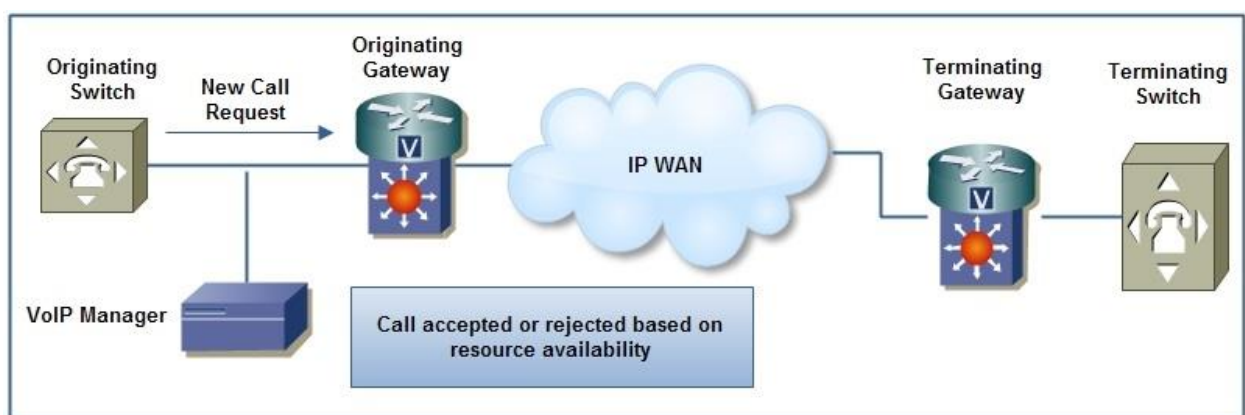 Originating
Switch
New Call
Request
Originating
Gateway
V
IP WAN
Terminating
Gateway
V
Terminating
Switch
VoIP Manager
Call accepted or rejected based on
resource availability